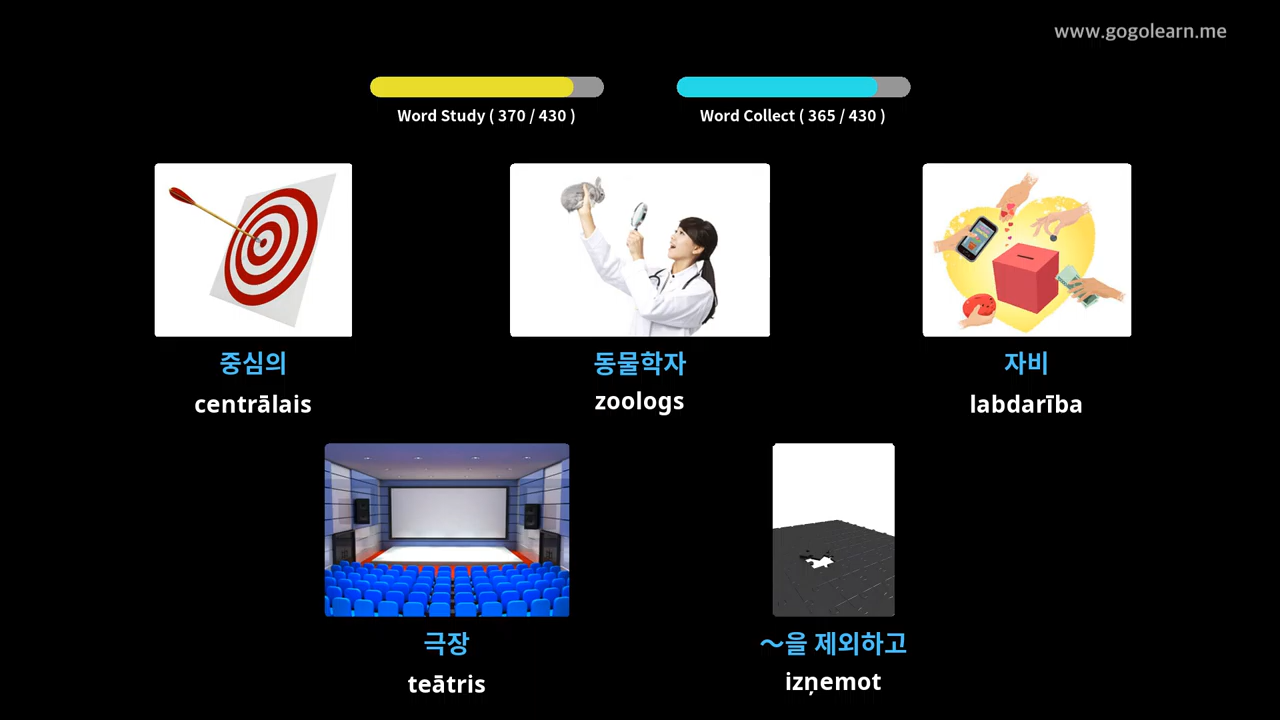 www.gogolearn.me
Word Study ( 370 / 430 )
Word Collect ( 365 / 430 )
중심의
centrālais
동물학자
zoologs
자비
labdarība
극장
teātris
～을 제외하고
izņemot